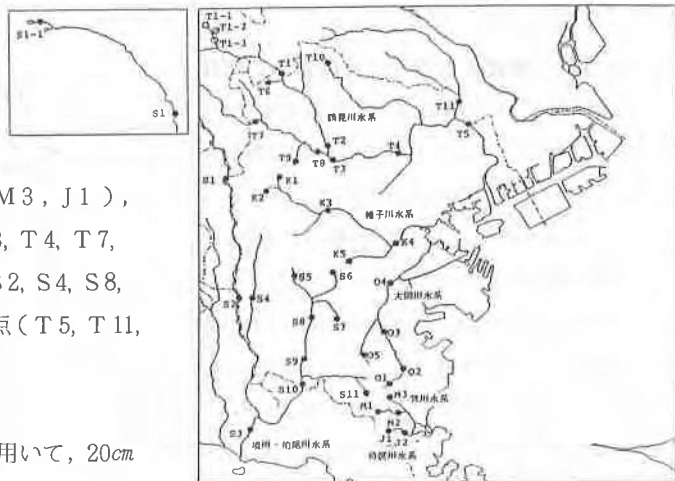 S1-1
S1
M3, J1),
3, T4, T7,
S2, S4, S8,
点(T5, T11,
用いて, 20cm
T1-1
T1-2
T1-3
T10
T15
T6
鶴見川水系
T11
T5
T7
T2
T8
T3
T4
T9
S1
K1
K2
K3
帷子川水系
K4
K5
S5
S6
O4
大岡川水系
S2
S4
S8
S7
O3
O5
O2
S9
O1
S10
S11
M3
宮川水系
M1
M2
J1
J2
侍従川水系
S3
境川・柏尾川水系